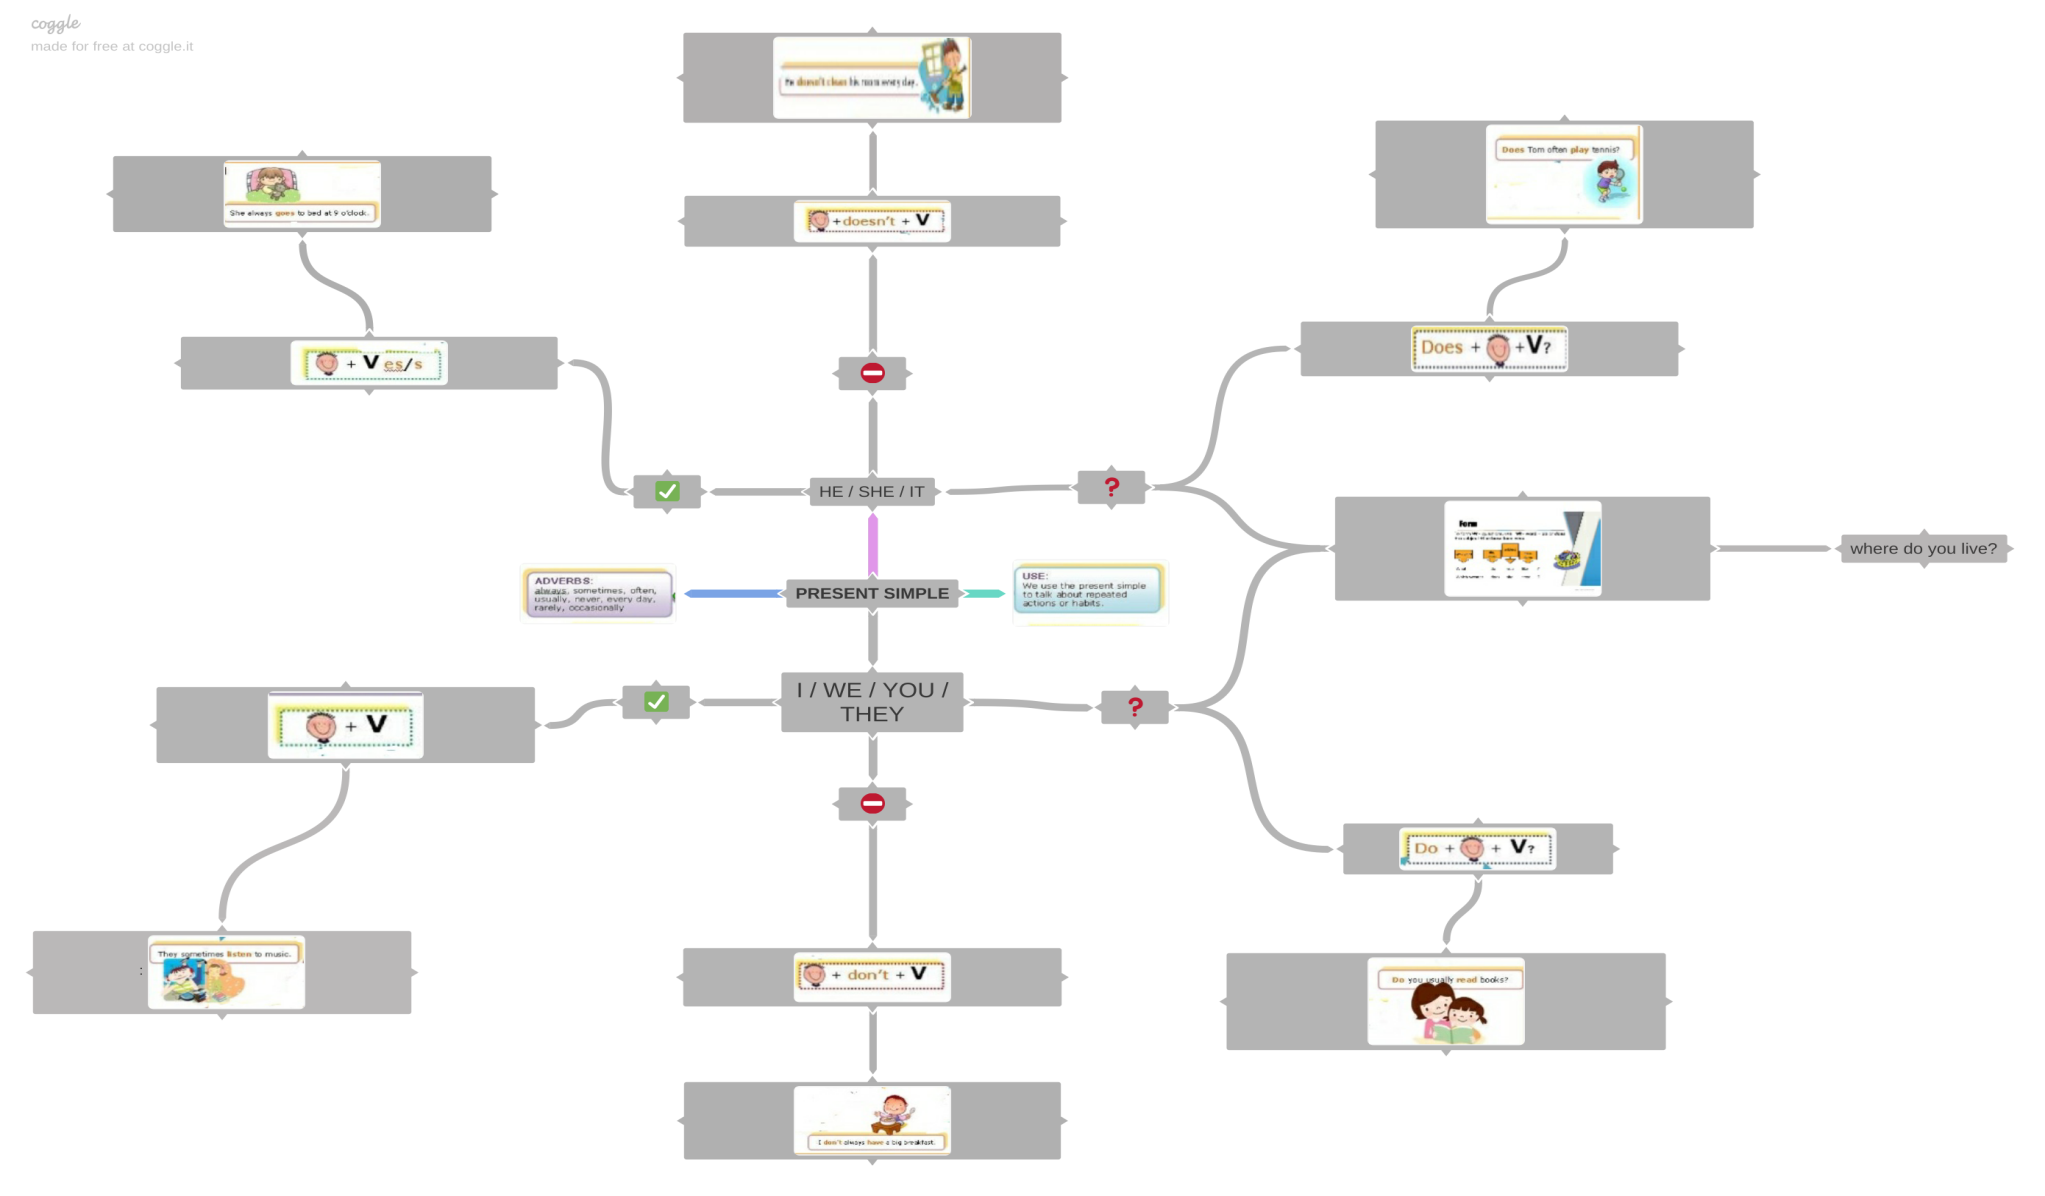 coggle
made for free at coggle.it
He doesn't clean his room every day.
+ doesn't + V
She always goes to bed at 9 o'clock.
+ V es/s
Does Tom often play tennis?
Does + + V?
HE / SHE / IT
?
Form
where do you live?
ADVERBS:
always, sometimes, often,
usually, never, every day,
rarely, occasionally
PRESENT SIMPLE
USE:
We use the present simple
to talk about repeated
actions or habits.
+ V
I / WE / YOU /
THEY
?
Do + + V?
They sometimes listen to music.
:
+ don't + V
Do you usually read books?
I don't always have a big breakfast.